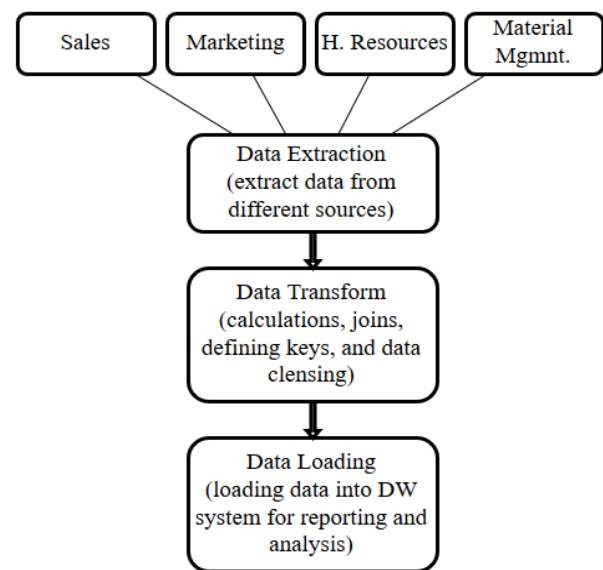 Sales
Marketing
H. Resources
Material
Mgmnt.
Data Extraction
(extract data from
different sources)
Data Transform
(calculations, joins,
defining keys, and data
clensing)
Data Loading
(loading data into DW
system for reporting and
analysis)